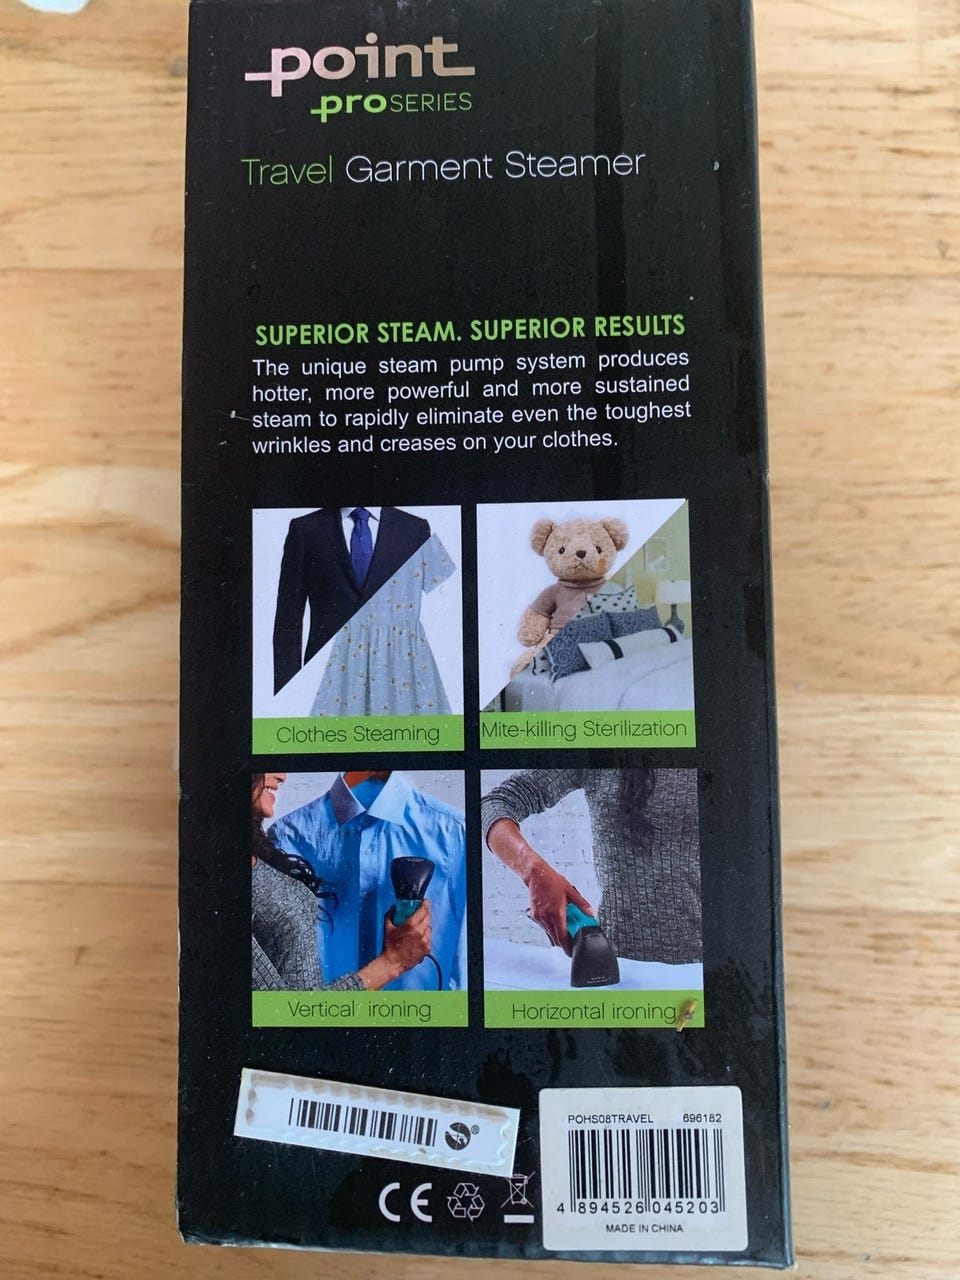 point
proSERIES
Travel Garment Steamer
SUPERIOR STEAM. SUPERIOR RESULTS
The unique steam pump system produces
hotter, more powerful and more sustained
steam to rapidly eliminate even the toughest
wrinkles and creases on your clothes.
Clothes Steaming
Mite-killing Sterilization
Vertical ironing
Horizontal ironing
®
POHS08TRAVEL 696182
4 894526 045203
MADE IN CHINA
CE